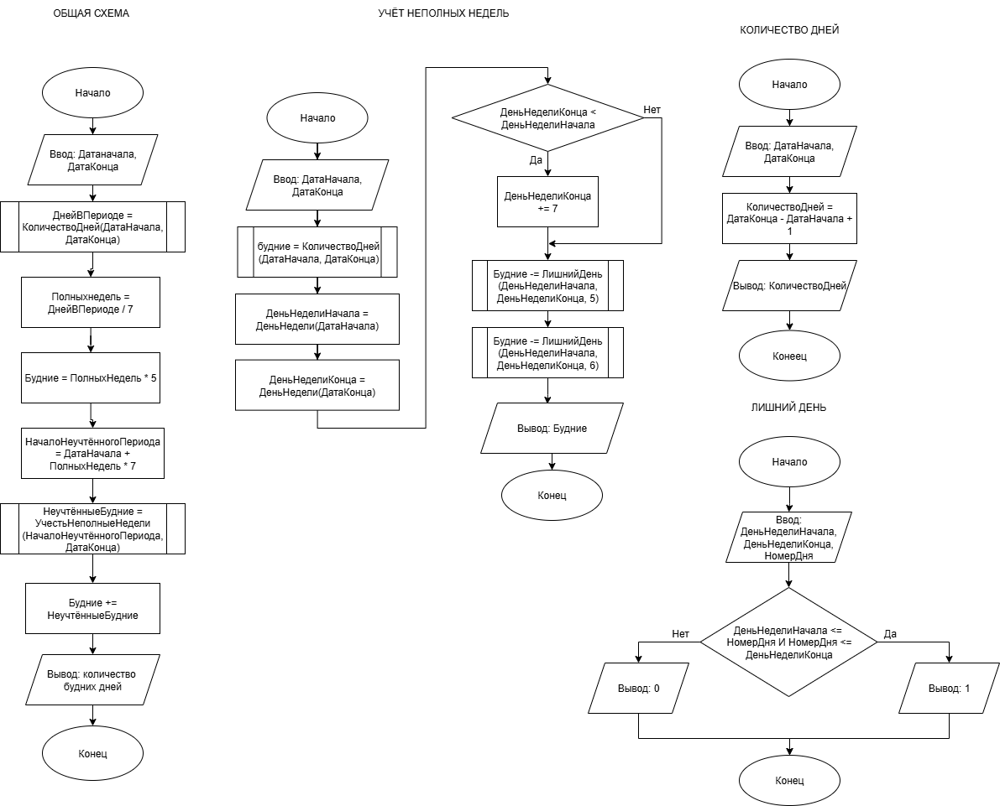 ОБЩАЯ СХЕМА
Начало
Ввод: Датаначала,
ДатаКонца
ДнейВПериоде =
КоличествоДней(ДатаНачала,
ДатаКонца)
Полныхнедель =
ДнейВПериоде / 7
Будние = ПолныхНедель * 5
НачалоНеучтённогоПериода
= ДатаНачала +
ПолныхНедель * 7
НеучтённыеБудние =
УчестьНеполныеНедели
(НачалоНеучтённогоПериода,
ДатаКонца)
Будние +=
НеучтённыеБудние
Вывод: количество
будних дней
Конец
УЧЁТ НЕПОЛНЫХ НЕДЕЛЬ
Начало
Ввод: ДатаНачала,
ДатаКонца
будние = КоличествоДней
(ДатаНачала, ДатаКонца)
ДеньНеделиНачала =
ДеньНедели(ДатаНачала)
ДеньНеделиКонца =
ДеньНедели(ДатаКонца)
ДеньНеделиКонца <
ДеньНеделиНачала
Нет
Да
ДеньНеделиКонца
+= 7
Будние -= ЛишнийДень
(ДеньНеделиНачала,
ДеньНеделиКонца, 5)
Будние -= ЛишнийДень
(ДеньНеделиНачала,
ДеньНеделиКонца, 6)
Вывод: Будние
Конец
КОЛИЧЕСТВО ДНЕЙ
Начало
Ввод: ДатаНачала,
ДатаКонца
КоличествоДней =
ДатаКонца - ДатаНачала +
1
Вывод: КоличествоДней
Конеец
ЛИШНИЙ ДЕНЬ
Начало
Ввод:
ДеньНеделиНачала,
ДеньНеделиКонца,
НомерДня
ДеньНеделиНачала <=
НомерДня И НомерДня <=
ДеньНеделиКонца
Нет
Да
Вывод: 0
Вывод: 1
Конец